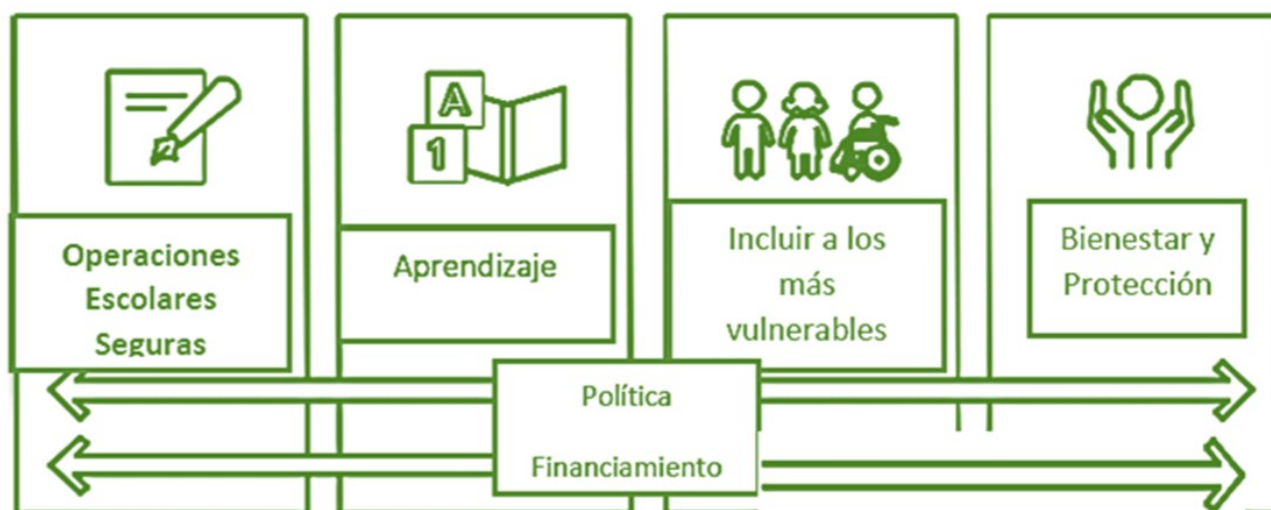 A
1
Operaciones
Escolares
Seguras
Aprendizaje
Incluir a los
más
vulnerables
Bienestar y
Protección
Política
Financiamiento